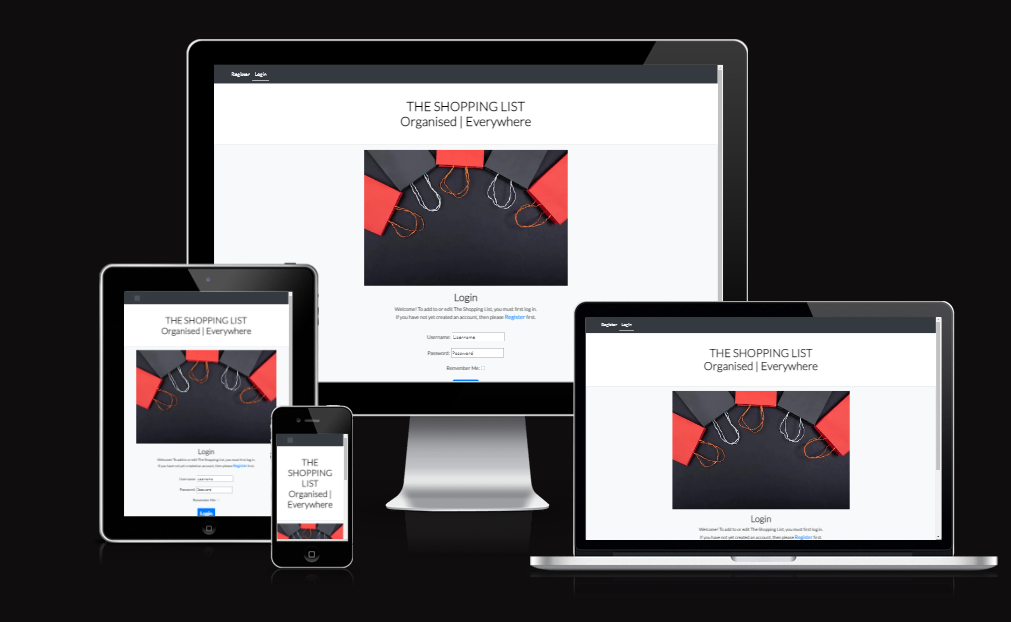 Register Login
THE SHOPPING LIST
Organised | Everywhere
Login
Welcome! To add to or edit The Shopping List, you must first log in.
If you have not yet created an account, then please Register first.
Username: Username
Password: Password
Remember Me:
THE SHOPPING LIST
Organised | Everywhere
Login
Welcome! To add to or edit The Shopping List, you must first log in.
If you have not yet created an account, then please Register first.
Username: Username
Password: Password
Remember Me:
Login
THE
SHOPPING
LIST
Organised |
Everywhere
Register Login
THE SHOPPING LIST
Organised | Everywhere
Login
Welcome! To add to or edit The Shopping List, you must first log in.
If you have not yet created an account, then please Register first.